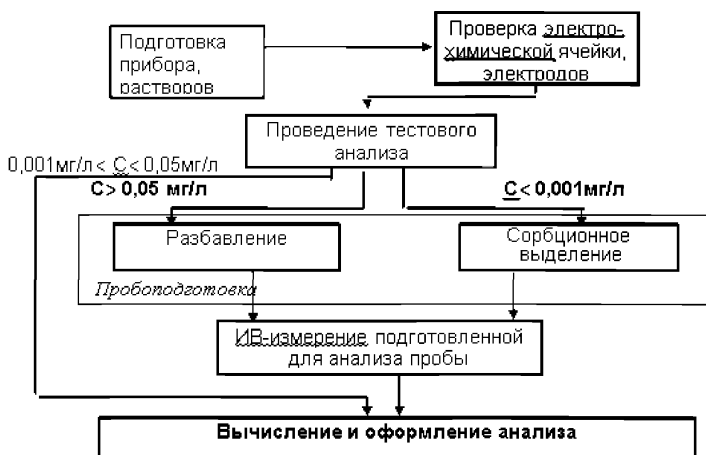 Подготовка
прибора,
растворов
Проверка электро-
химической ячейки,
электродов
Проведение тестового
анализа
0,001мг/л< С<0,05мг/л
С> 0,05 мг/л
С<0,001мг/л
Разбавление
Сорбционное
выделение
Пробоподготовка
ИВ-измерение подготовленной
для анализа пробы
Вычисление и оформление анализа